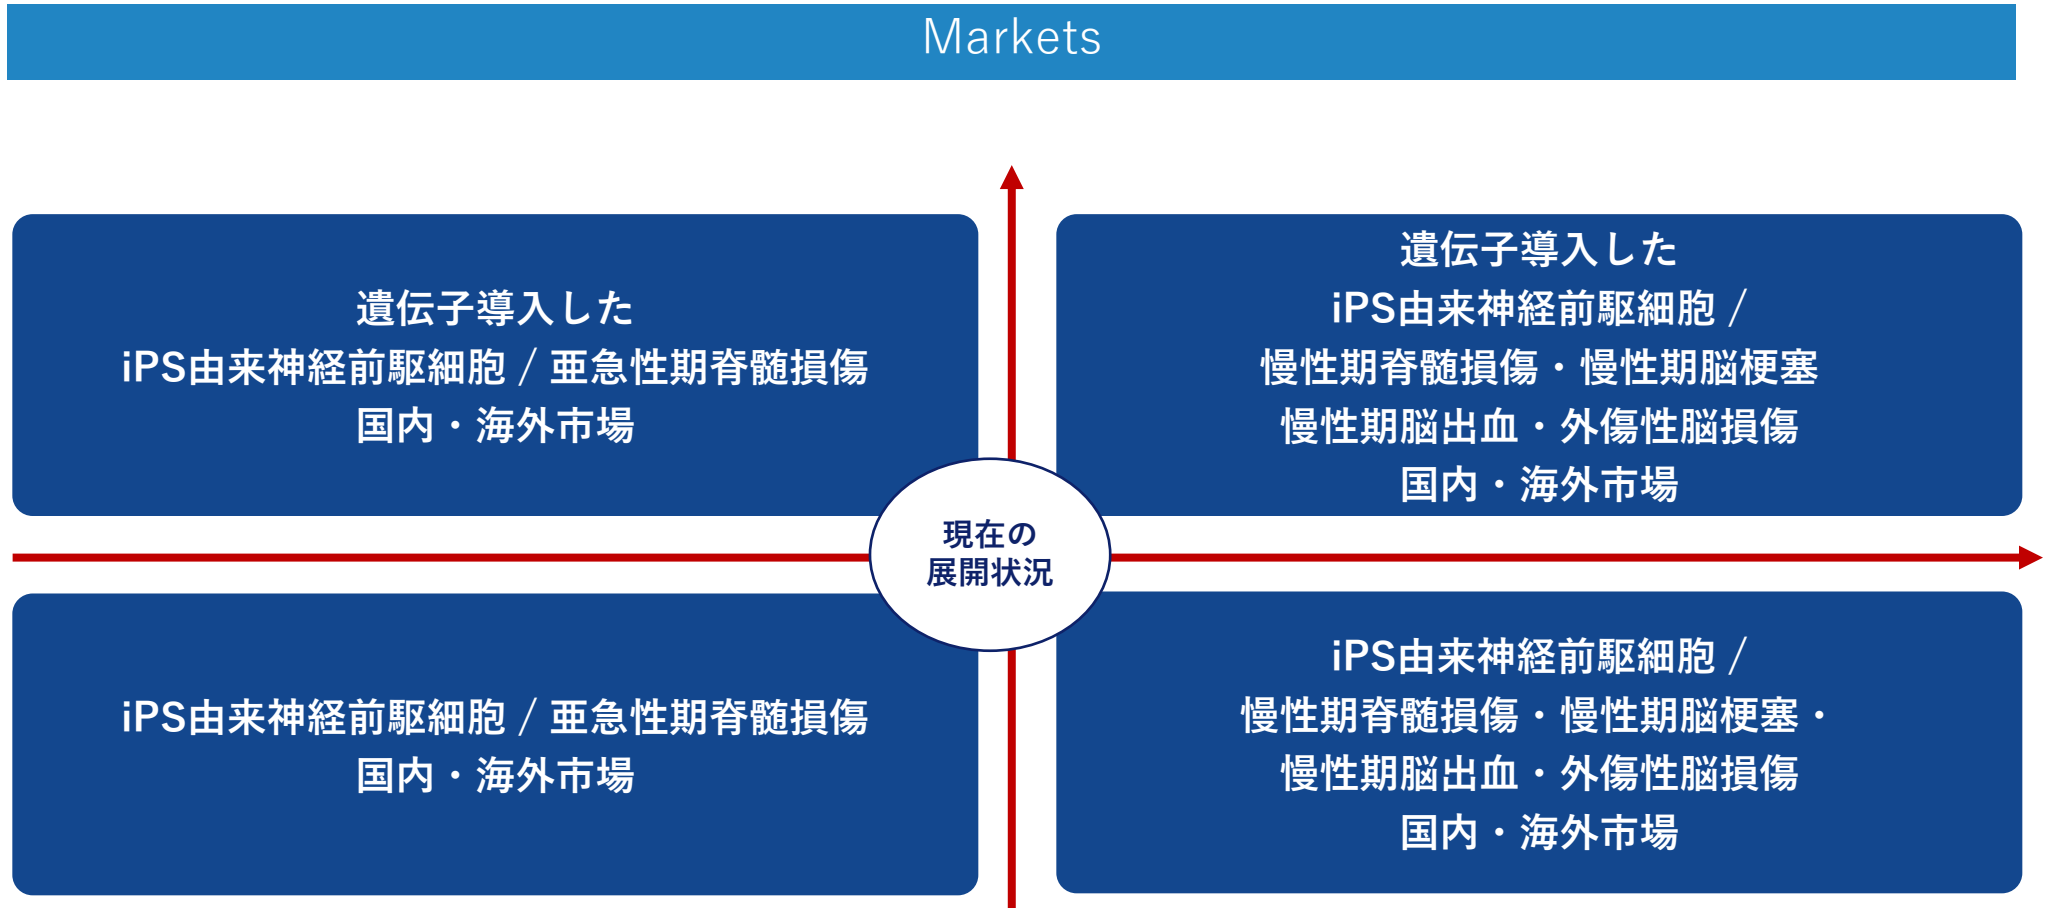 Markets
遺伝子導入した
iPS由来神経前駆細胞 / 亜急性期脊髄損傷
国内・海外市場
遺伝子導入した
iPS由来神経前駆細胞 /
慢性期脊髄損傷・慢性期脳梗塞
慢性期脳出血・外傷性脳損傷
国内・海外市場
現在の
展開状況
iPS由来神経前駆細胞 / 亜急性期脊髄損傷
国内・海外市場
iPS由来神経前駆細胞 /
慢性期脊髄損傷・慢性期脳梗塞・
慢性期脳出血・外傷性脳損傷
国内・海外市場